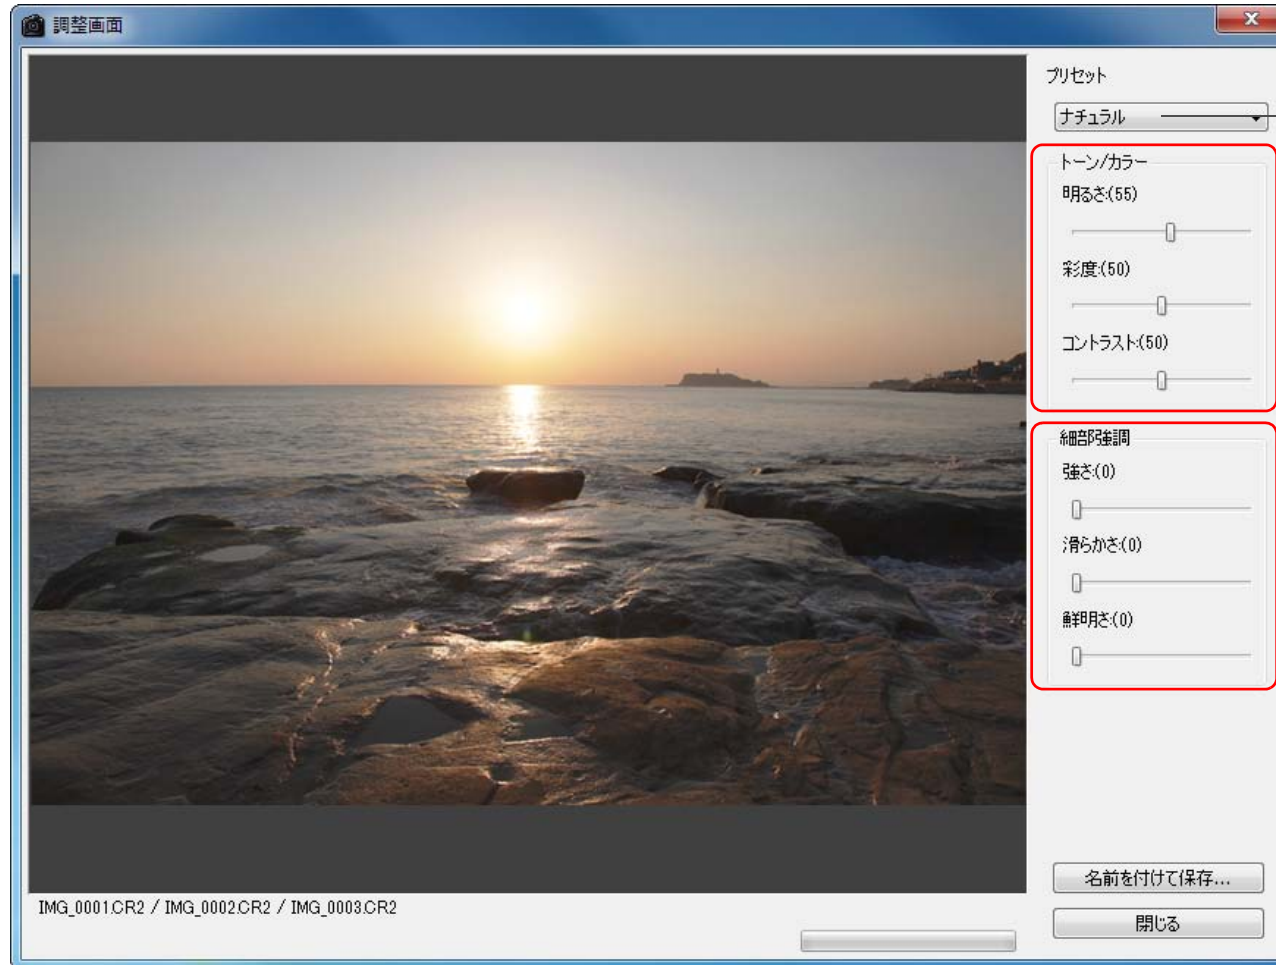 調整画面
プリセット
ナチュラル
トーン/カラー
明るさ:(55)
彩度:(50)
コントラスト:(50)
細部強調
強さ:(0)
滑らかさ:(0)
鮮明さ:(0)
名前を付けて保存...
閉じる
IMG_0001.CR2 / IMG_0002.CR2 / IMG_0003.CR2